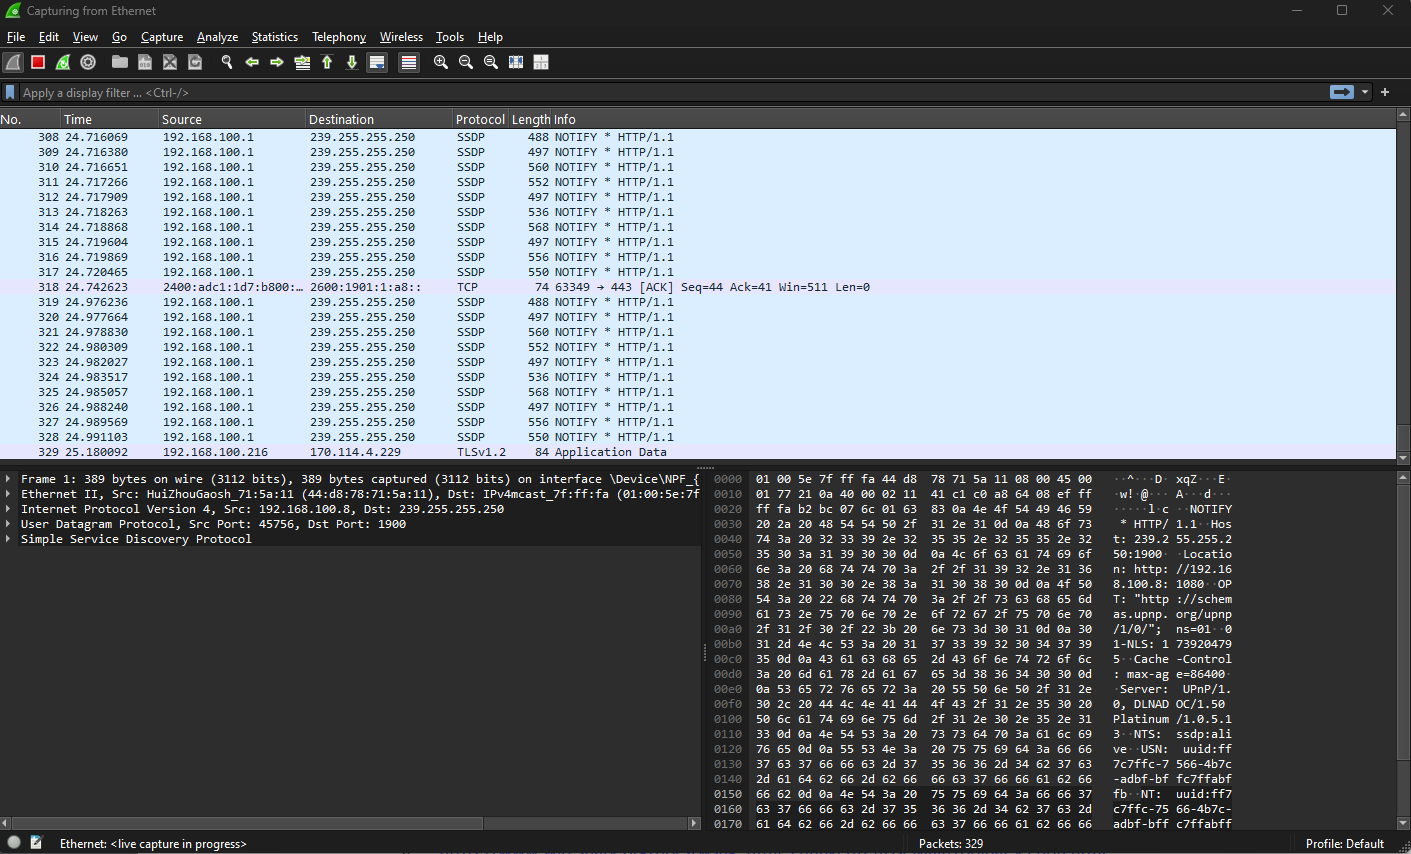 Capturing from Ethernet
File Edit View Go Capture Analyze Statistics Telephony Wireless Tools Help
Apply a display filter ... <Ctrl-/>
No. Time Source Destination Protocol Length Info
308 24.716069 192.168.100.1 239.255.255.250 SSDP 488 NOTIFY * HTTP/1.1
309 24.716380 192.168.100.1 239.255.255.250 SSDP 497 NOTIFY * HTTP/1.1
310 24.716651 192.168.100.1 239.255.255.250 SSDP 560 NOTIFY * HTTP/1.1
311 24.717266 192.168.100.1 239.255.255.250 SSDP 552 NOTIFY * HTTP/1.1
312 24.717909 192.168.100.1 239.255.255.250 SSDP 497 NOTIFY * HTTP/1.1
313 24.718263 192.168.100.1 239.255.255.250 SSDP 536 NOTIFY * HTTP/1.1
314 24.718868 192.168.100.1 239.255.255.250 SSDP 568 NOTIFY * HTTP/1.1
315 24.719604 192.168.100.1 239.255.255.250 SSDP 497 NOTIFY * HTTP/1.1
316 24.719869 192.168.100.1 239.255.255.250 SSDP 556 NOTIFY * HTTP/1.1
317 24.720465 192.168.100.1 239.255.255.250 SSDP 550 NOTIFY * HTTP/1.1
318 24.742623 2400:adc1:1d7:b800:… 2600:1901:1:a8:: TCP 74 63349 → 443 [ACK] Seq=44 Ack=41 Win=511 Len=0
319 24.976236 192.168.100.1 239.255.255.250 SSDP 488 NOTIFY * HTTP/1.1
320 24.977664 192.168.100.1 239.255.255.250 SSDP 497 NOTIFY * HTTP/1.1
321 24.978830 192.168.100.1 239.255.255.250 SSDP 560 NOTIFY * HTTP/1.1
322 24.980309 192.168.100.1 239.255.255.250 SSDP 552 NOTIFY * HTTP/1.1
323 24.982027 192.168.100.1 239.255.255.250 SSDP 497 NOTIFY * HTTP/1.1
324 24.983517 192.168.100.1 239.255.255.250 SSDP 536 NOTIFY * HTTP/1.1
325 24.985057 192.168.100.1 239.255.255.250 SSDP 568 NOTIFY * HTTP/1.1
326 24.988240 192.168.100.1 239.255.255.250 SSDP 497 NOTIFY * HTTP/1.1
327 24.989569 192.168.100.1 239.255.255.250 SSDP 556 NOTIFY * HTTP/1.1
328 24.991103 192.168.100.1 239.255.255.250 SSDP 550 NOTIFY * HTTP/1.1
329 25.180092 192.168.100.216 170.114.4.229 TLSv1.2 84 Application Data
Frame 1: 389 bytes on wire (3112 bits), 389 bytes captured (3112 bits) on interface \Device\NPF_{
Ethernet II, Src: HuiZhouGaosh_71:5a:11 (44:d8:78:71:5a:11), Dst: IPv4mcast_7f:ff:fa (01:00:5e:7f
Internet Protocol Version 4, Src: 192.168.100.8, Dst: 239.255.255.250
User Datagram Protocol, Src Port: 45756, Dst Port: 1900
Simple Service Discovery Protocol
0000 01 00 5e 7f ff fa 44 d8 78 71 5a 11 08 00 45 00 ··^···D· xqZ···E·
0010 01 77 21 0a 40 00 02 11 41 c1 c0 a8 64 08 ef ff ·w!·@··· A···d···
0020 ff fa b2 bc 07 6c 01 63 83 0a 4e 4f 54 49 46 59 ·····l·c ··NOTIFY
0030 20 2a 20 48 54 54 50 2f 31 2e 31 0d 0a 48 6f 73 * HTTP/ 1.1··Hos
0040 74 3a 20 32 33 39 2e 32 35 35 2e 32 35 35 2e 32 t: 239.2 55.255.2
0050 35 30 3a 31 39 30 30 0d 0a 4c 6f 63 61 74 69 6f 50:1900· ·Locatio
0060 6e 3a 20 68 74 74 70 3a 2f 2f 31 39 32 2e 31 36 n: http: //192.16
0070 38 2e 31 30 30 2e 38 3a 31 30 38 30 0d 0a 4f 50 8.100.8: 1080··OP
0080 54 3a 20 22 68 74 74 70 3a 2f 2f 73 63 68 65 6d T: "http ://schem
0090 61 73 2e 75 70 6e 70 2e 6f 72 67 2f 75 70 6e 70 as.upnp. org/upnp
00a0 2f 31 2f 30 2f 22 3b 20 6e 73 3d 30 31 0d 0a 30 /1/0/"; ns=01··0
00b0 31 2d 4e 4c 53 3a 20 31 37 33 39 32 30 34 37 39 1-NLS: 1 73920479
00c0 35 0d 0a 43 61 63 68 65 2d 43 6f 6e 74 72 6f 6c 5··Cache -Control
00d0 3a 20 6d 61 78 2d 61 67 65 3d 38 36 34 30 30 0d : max-ag e=86400·
00e0 0a 53 65 72 76 65 72 3a 20 55 50 6e 50 2f 31 2e ·Server: UPnP/1.
00f0 30 2c 20 44 4c 4e 41 44 4f 43 2f 31 2e 35 30 20 0, DLNAD OC/1.50
0100 50 6c 61 74 69 6e 75 6d 2f 31 2e 30 2e 35 2e 31 Platinum /1.0.5.1
0110 33 0d 0a 4e 54 53 3a 20 73 73 64 70 3a 61 6c 69 3··NTS: ssdp:ali
0120 76 65 0d 0a 55 53 4e 3a 20 75 75 69 64 3a 66 66 ve··USN: uuid:ff
0130 37 63 37 66 66 63 2d 37 35 36 36 2d 34 62 37 63 7c7ffc-7 566-4b7c
0140 2d 61 64 62 66 2d 62 66 66 63 37 66 66 61 62 66 -adbf-bf fc7ffabf
0150 66 62 0d 0a 4e 54 3a 20 75 75 69 64 3a 66 66 37 fb··NT: uuid:ff7
0160 63 37 66 66 63 2d 37 35 36 36 2d 34 62 37 63 2d c7ffc-75 66-4b7c-
0170 61 64 62 66 2d 62 66 66 63 37 66 66 61 62 66 66 adbf-bff c7ffabff
Ethernet: <live capture in progress> Packets: 329 Profile: Default